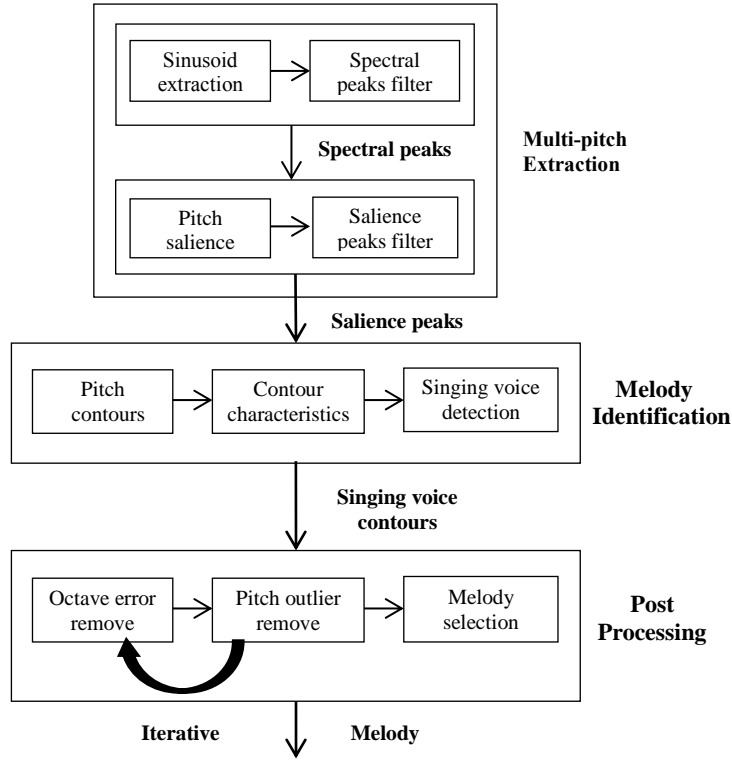 Sinusoid
extraction
Spectral
peaks filter
Spectral peaks
Multi-pitch
Extraction
Pitch
salience
Salience
peaks filter
Salience peaks
Pitch
contours
Contour
characteristics
Singing voice
detection
Melody
Identification
Singing voice
contours
Octave error
remove
Pitch outlier
remove
Melody
selection
Post
Processing
Iterative
Melody